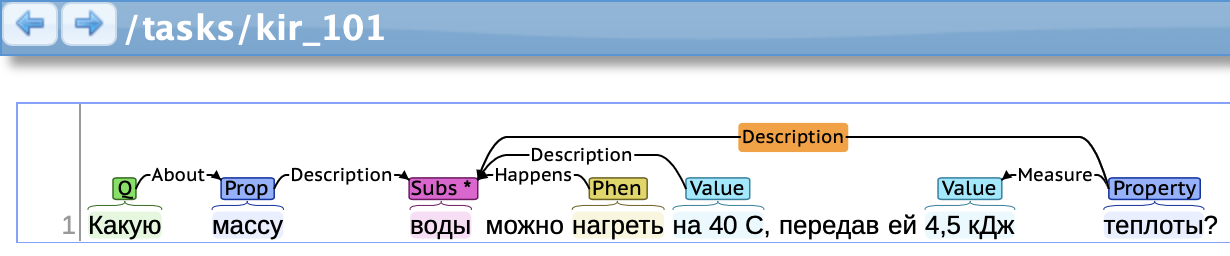 /tasks/kir_101
Description
Description
About Description Happens Measure
Q Prop Subs * Phen Value Value Property
1 Какую массу воды можно нагреть на 40 С, передав ей 4,5 кДж теплоты?